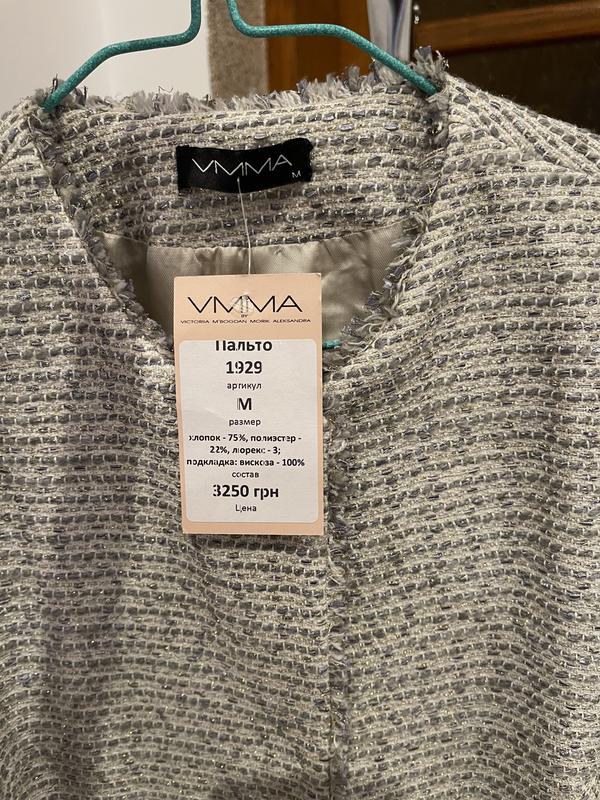 VMMA
M
VMMA
BY
VICTORIA M'BOGDAN MORIK ALEKSANDRA
Пальто
1929
артикул
M
размер
хлопок - 75%, полиэстер -
22%, люрекс - 3;
подкладка: вискоза - 100%
состав
3250 грн
Цена